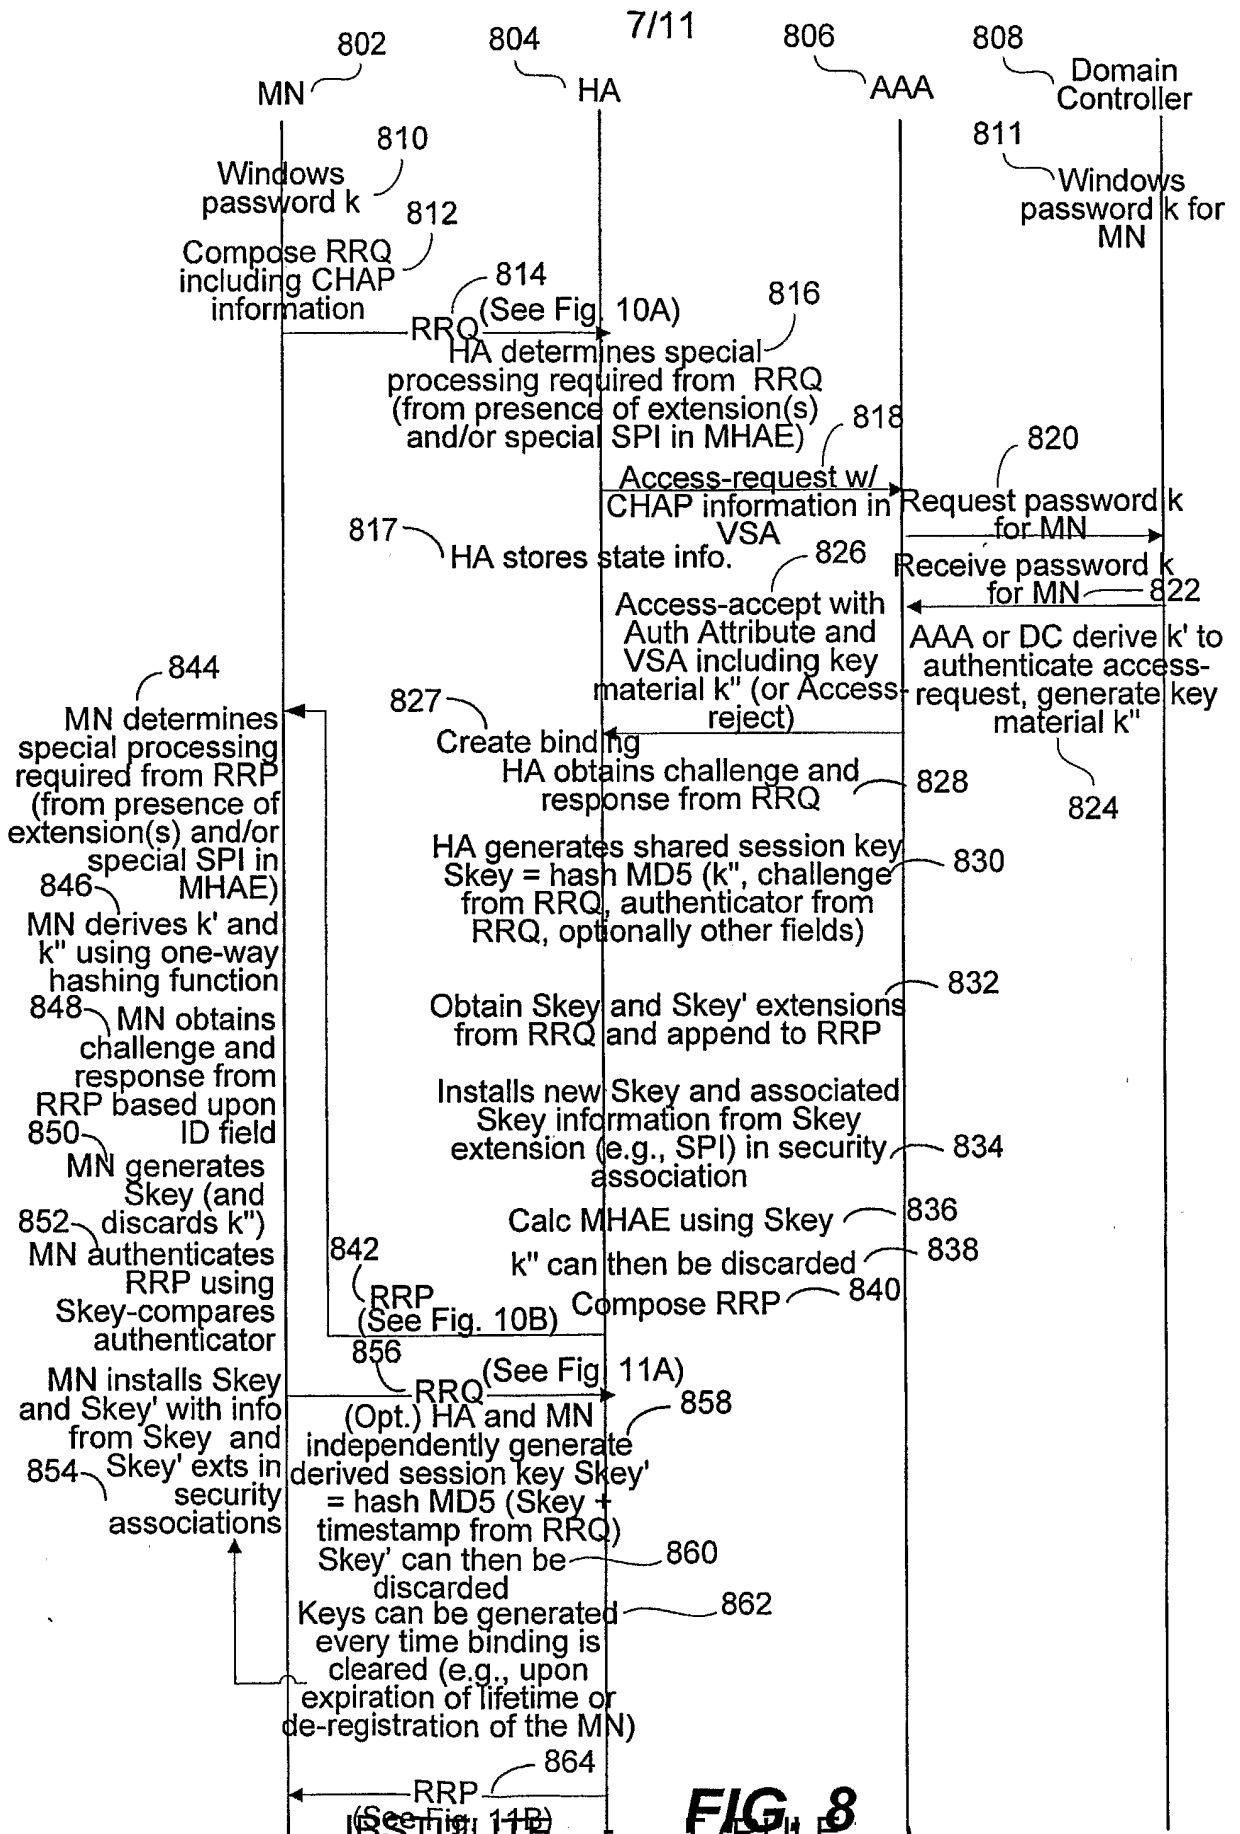 7/11
802
804
806
808
MN
HA
AAA
Domain
Controller
810
811
Windows
password k
Windows
password k for
MN
812
Compose RRQ
including CHAP
information
814
RRQ
(See Fig. 10A)
816
HA determines special
processing required from RRQ
(from presence of extension(s)
and/or special SPI in MHAE)
818
820
Access-request w/
CHAP information in
VSA
Request password k
for MN
817
HA stores state info.
826
Receive password k
for MN
822
Access-accept with
Auth Attribute and
VSA including key
material k" (or Access-
reject)
AAA or DC derive k' to
authenticate access-
request, generate key
material k"
824
844
MN determines
special processing
required from RRP
(from presence of
extension(s) and/or
special SPI in
MHAE)
827
Create binding
HA obtains challenge and
response from RRQ
828
HA generates shared session key
Skey = hash MD5 (k", challenge
from RRQ, authenticator from
RRQ, optionally other fields)
830
846
MN derives k' and
k" using one-way
hashing function
832
Obtain Skey and Skey' extensions
from RRQ and append to RRP
848
MN obtains
challenge and
response from
RRP based upon
ID field
Installs new Skey and associated
Skey information from Skey
extension (e.g., SPI) in security
association
834
850
MN generates
Skey (and
discards k")
Calc MHAE using Skey
836
852
MN authenticates
RRP using
Skey-compares
authenticator
k" can then be discarded
838
842
RRP
(See Fig. 10B)
Compose RRP
840
856
RRQ
(See Fig. 11A)
MN installs Skey
and Skey' with info
from Skey and
Skey' exts in
security
associations
854
(Opt.) HA and MN
independently generate
derived session key Skey'
= hash MD5 (Skey +
timestamp from RRQ)
858
Skey' can then be
discarded
860
Keys can be generated
every time binding is
cleared (e.g., upon
expiration of lifetime or
de-registration of the MN)
862
864
RRP
(See Fig. 11B)
FIG. 8